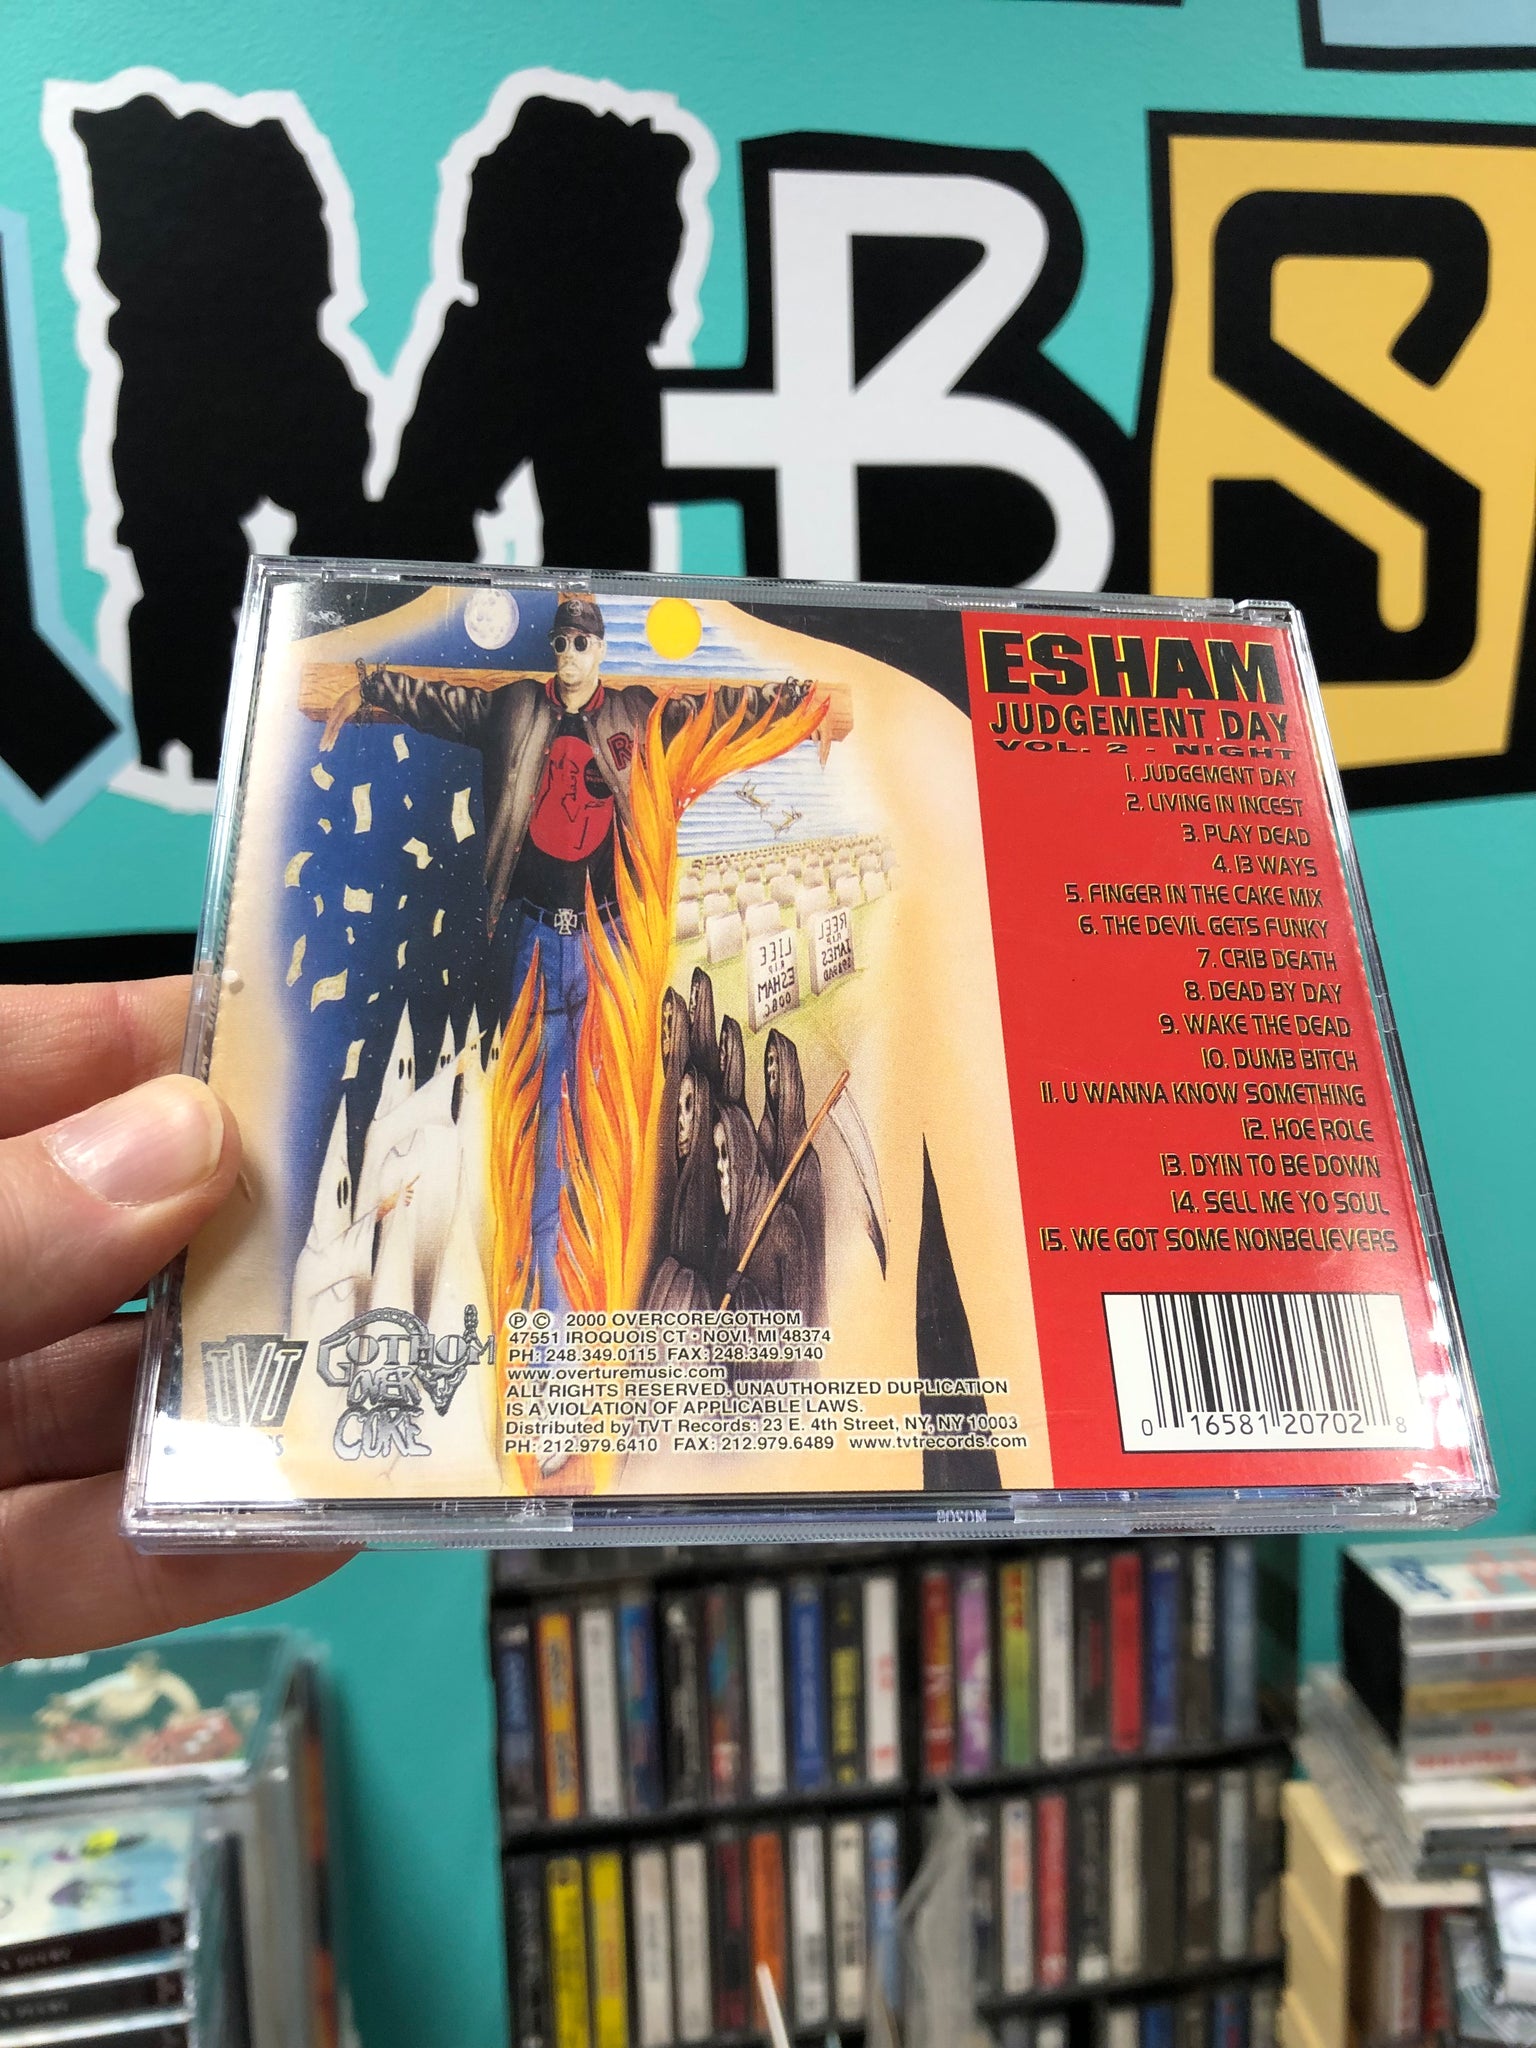 MBS
ESHAM
JUDGEMENT DAY
VOL. 2 - NIGHT
1. JUDGEMENT DAY
2. LIVING IN INCEST
3. PLAY DEAD
4. 13 WAYS
5. FINGER IN THE CAKE MIX
6. THE DEVIL GETS FUNKY
7. CRIB DEATH
8. DEAD BY DAY
9. WAKE THE DEAD
10. DUMB BITCH
11. U WANNA KNOW SOMETHING
12. HOE ROLE
13. DYIN TO BE DOWN
14. SELL ME YO SOUL
15. WE GOT SOME NONBELIEVERS
LIFE
R.I.P
ESHAM
REEL
R.I.P
JAMES
TVT
GOTHOM
OVER
CORE
℗ © 2000 OVERCORE/GOTHOM
47551 IROQUOIS CT • NOVI, MI 48374
PH: 248.349.0115 FAX: 248.349.9140
www.overturemusic.com
ALL RIGHTS RESERVED. UNAUTHORIZED DUPLICATION
IS A VIOLATION OF APPLICABLE LAWS.
Distributed by TVT Records: 23 E. 4th Street, NY, NY 10003
PH: 212.979.6410 FAX: 212.979.6489 www.tvtrecords.com
0 16581 20702 8